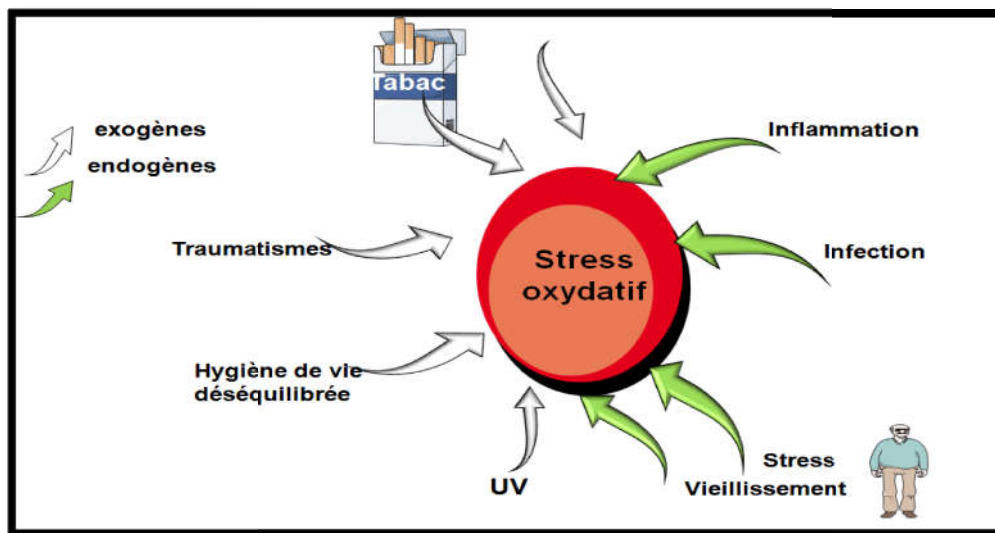 Tabac
exogènes
endogènes
Inflammation
Traumatismes
Infection
Stress
oxydatif
Hygiène de vie
déséquilibrée
UV
Stress
Vieillissement